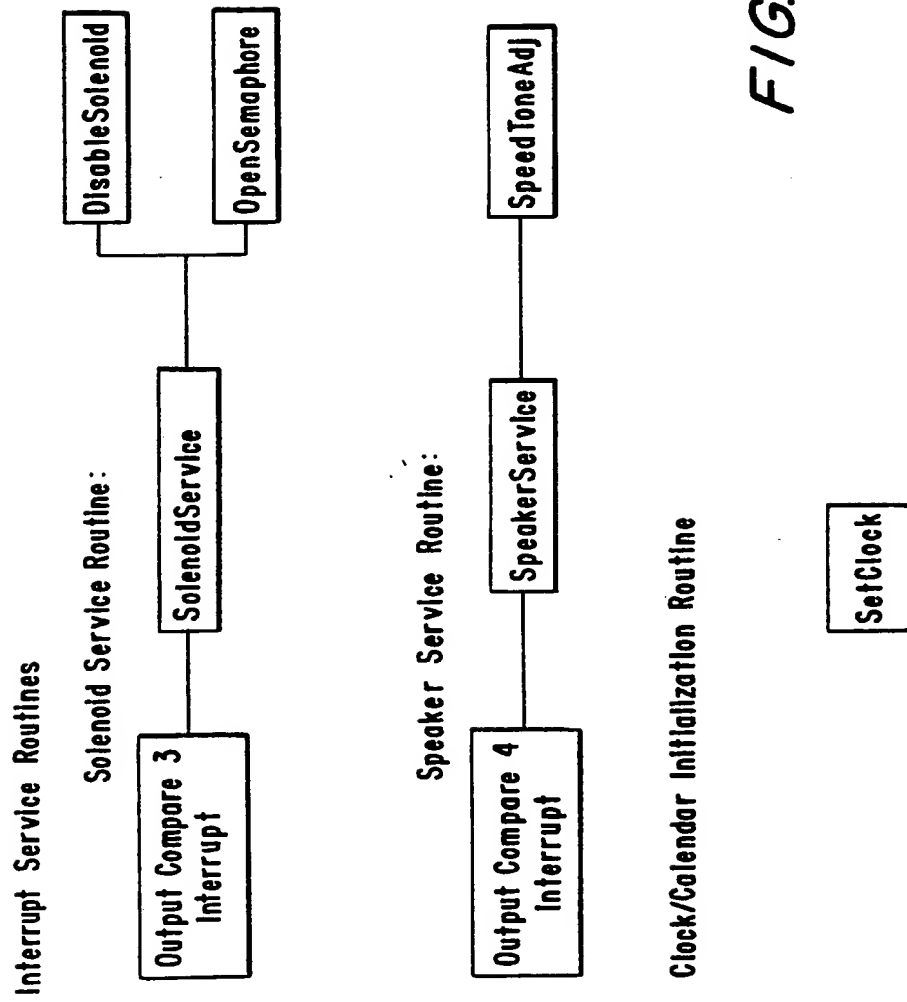 Interrupt Service Routines
Solenoid Service Routine:
Output Compare 3
Interrupt
SolenoidService
DisableSolenoid
OpenSemaphore
Speaker Service Routine:
Output Compare 4
Interrupt
SpeakerService
SpeedToneAdj
Clock/Calendar Initialization Routine
SetClock
FIG.